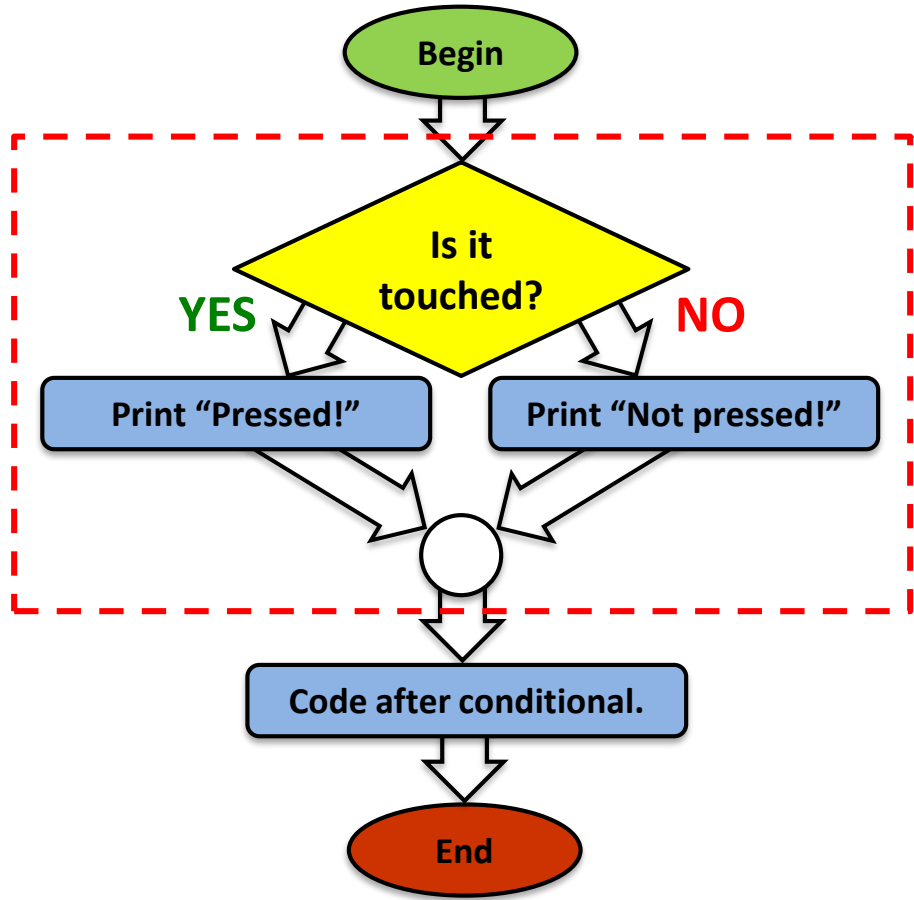 Begin
Is it
touched?
YES
NO
Print “Pressed!”
Print “Not pressed!”
Code after conditional.
End